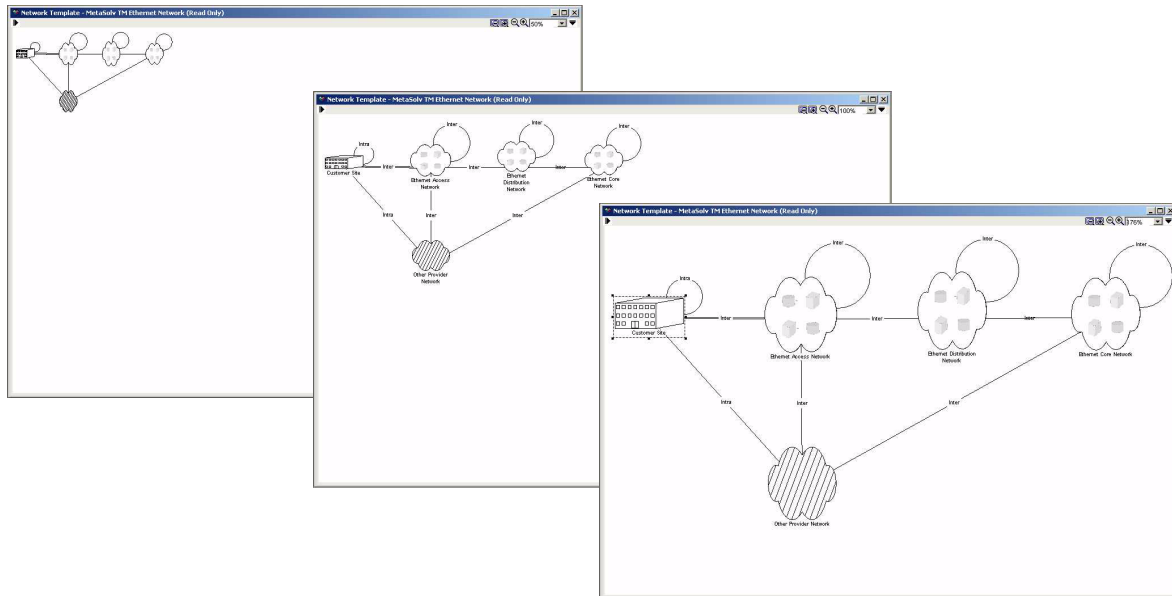 Network Template - MetaSolv TM Ethernet Network (Read Only)
50%
Network Template - MetaSolv TM Ethernet Network (Read Only)
100%
Inter
Inter
Inter
Intra
Inter
Inter
Inter
Customer Site
Ethernet Access
Network
Ethernet
Distribution
Network
Ethernet Core
Network
Intra
Inter
Inter
Other Provider
Network
Network Template - MetaSolv TM Ethernet Network (Read Only)
176%
Inter
Inter
Inter
Intra
Inter
Inter
Inter
Customer Site
Ethernet Access Network
Ethernet Distribution
Network
Ethernet Core Network
Intra
Inter
Inter
Other Provider Network